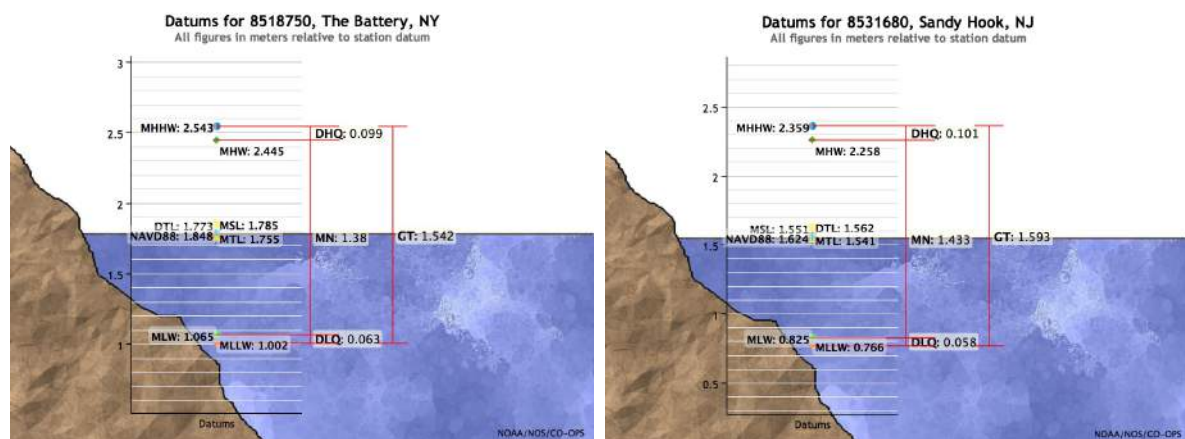 Datums for 8518750, The Battery, NY
All figures in meters relative to station datum
3
2.5
2
1.5
1
MHHW: 2.543
DHQ: 0.099
MHW: 2.445
DTL: 1.773
MSL: 1.785
NAVD88: 1.848
MTL: 1.755
MN: 1.38
GT: 1.542
MLW: 1.065
MLLW: 1.002
DLQ: 0.063
Datums
NOAA/NOS/CO-OPS
Datums for 8531680, Sandy Hook, NJ
All figures in meters relative to station datum
2.5
2
1.5
1
0.5
MHHW: 2.359
DHQ: 0.101
MHW: 2.258
MSL: 1.551
DTL: 1.562
NAVD88: 1.624
MTL: 1.541
MN: 1.433
GT: 1.593
MLW: 0.825
MLLW: 0.766
DLQ: 0.058
Datums
NOAA/NOS/CO-OPS